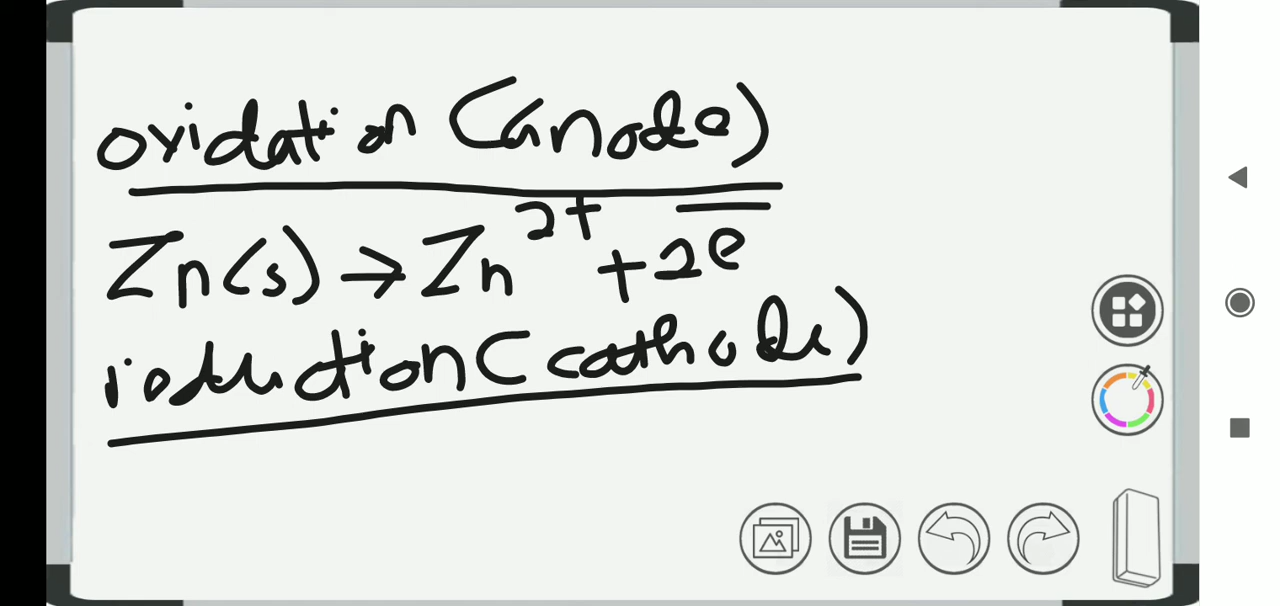 oxidation (anode)
Zn(s) → Zn²⁺ + 2e
reduction (cathode)